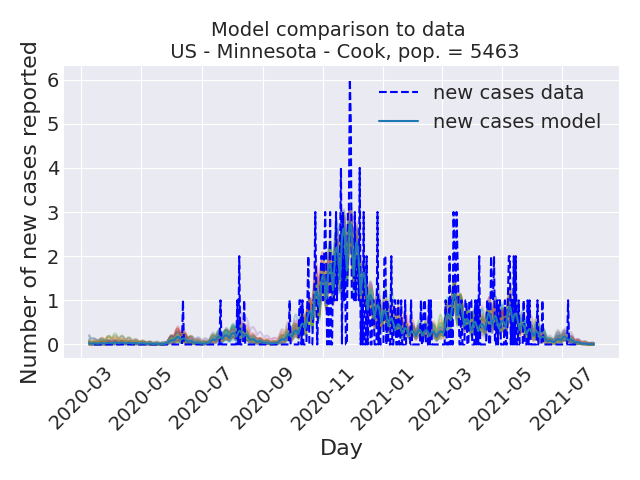 Model comparison to data
US - Minnesota - Cook, pop. = 5463
Number of new cases reported
6
5
4
3
2
1
0
new cases data
new cases model
2020-03
2020-05
2020-07
2020-09
2020-11
2021-01
2021-03
2021-05
2021-07
Day